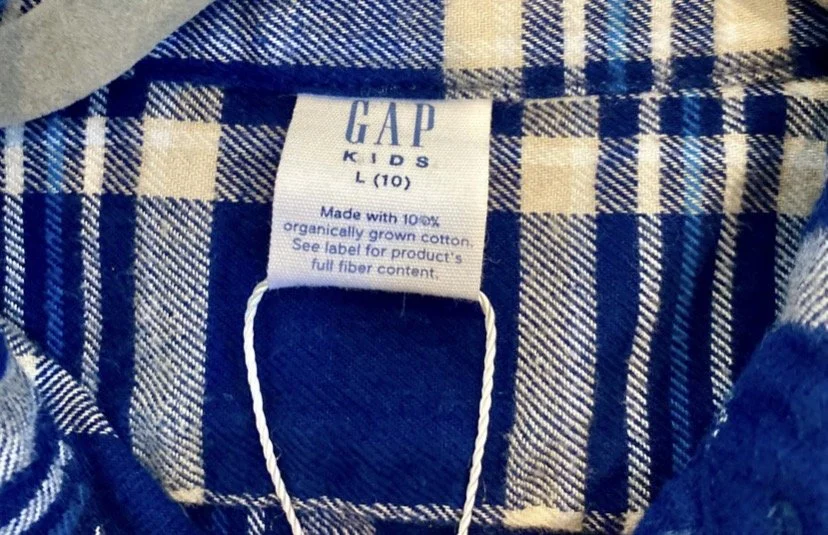 GAP
KIDS
L (10)
Made with 100%
organically grown cotton.
See label for product's
full fiber content.